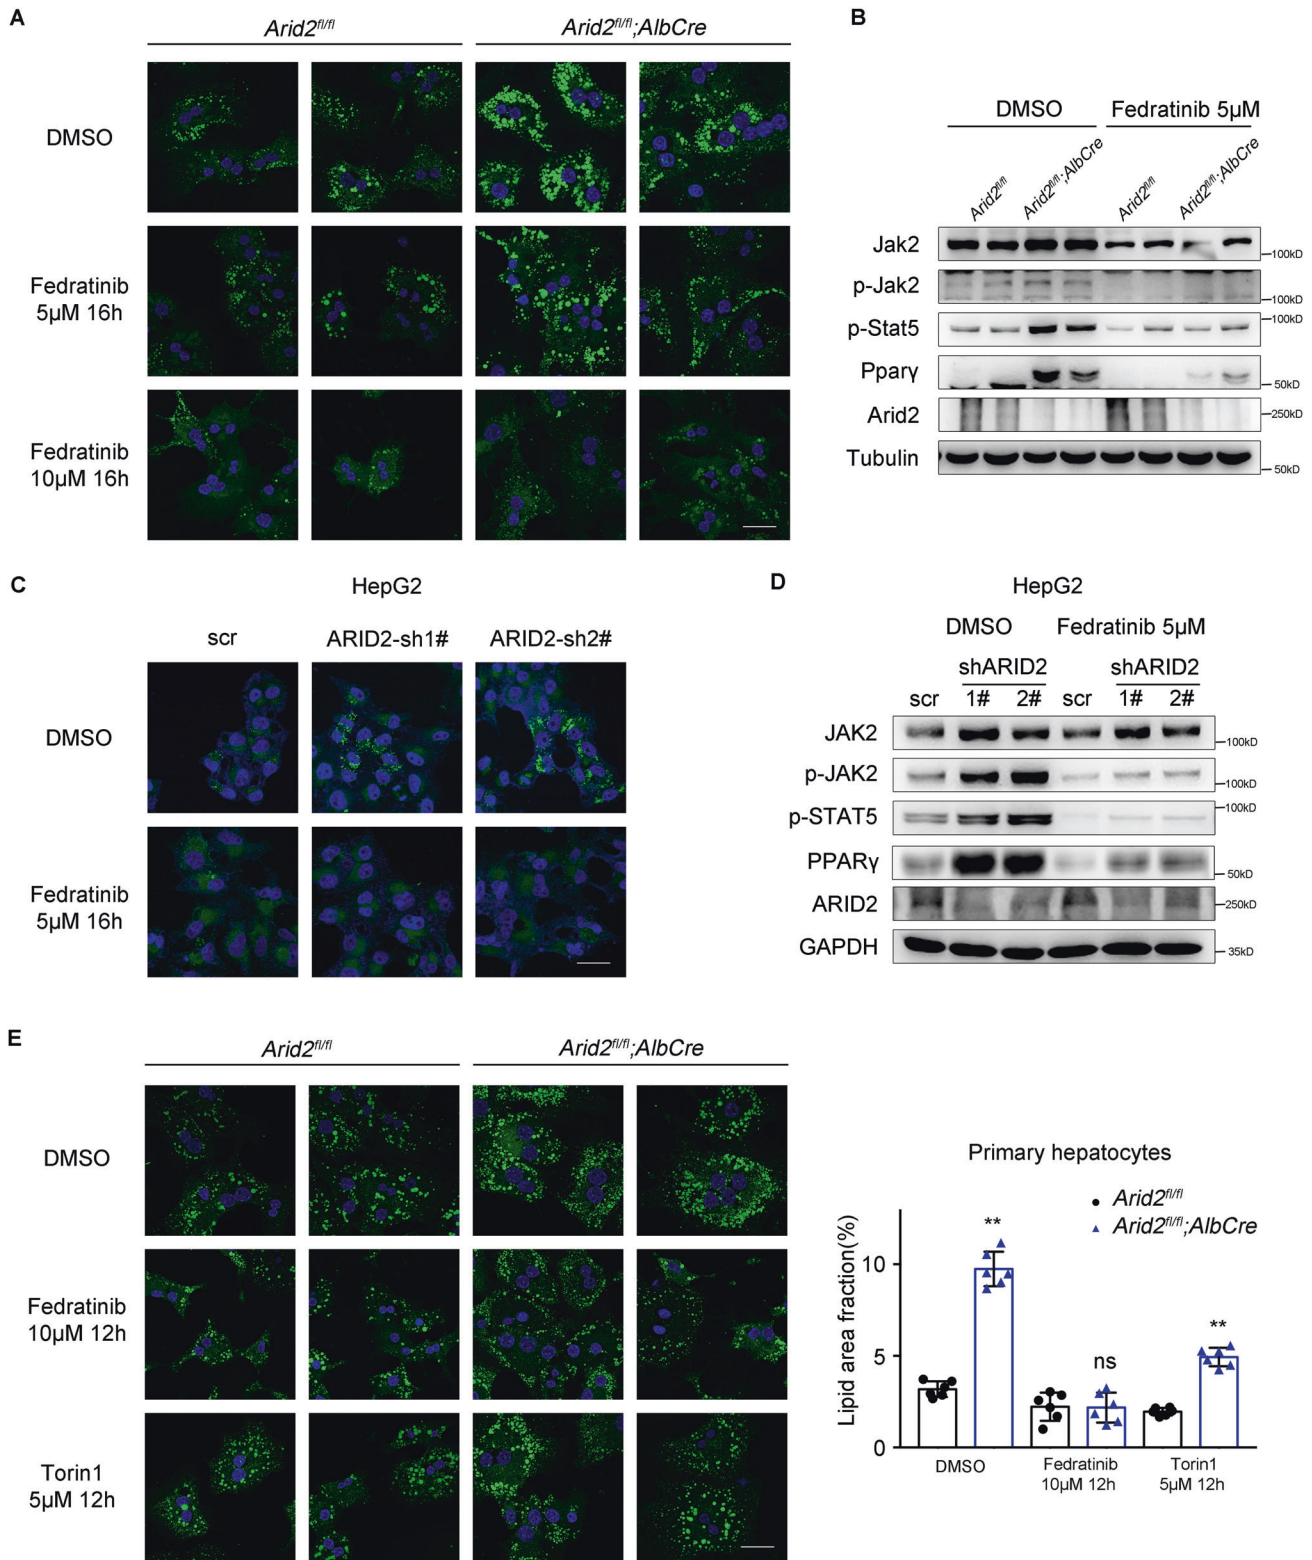 A
Arid2fl/fl
Arid2fl/fl;AlbCre
DMSO
Fedratinib
5μM 16h
Fedratinib
10μM 16h
B
DMSO
Fedratinib 5μM
Arid2fl/fl
Arid2fl/fl;AlbCre
Arid2fl/fl
Arid2fl/fl;AlbCre
Jak2
100kD
p-Jak2
100kD
p-Stat5
100kD
Pparγ
50kD
Arid2
250kD
Tubulin
50kD
C
HepG2
scr
ARID2-sh1#
ARID2-sh2#
DMSO
Fedratinib
5μM 16h
D
HepG2
DMSO
Fedratinib 5μM
shARID2
shARID2
scr
1#
2#
scr
1#
2#
JAK2
100kD
p-JAK2
100kD
p-STAT5
100kD
PPARγ
50kD
ARID2
250kD
GAPDH
35kD
E
Arid2fl/fl
Arid2fl/fl;AlbCre
DMSO
Fedratinib
10μM 12h
Torin1
5μM 12h
Primary hepatocytes
Arid2fl/fl
Arid2fl/fl;AlbCre
Lipid area fraction(%)
10
5
0
**
ns
**
DMSO
Fedratinib
10μM 12h
Torin1
5μM 12h